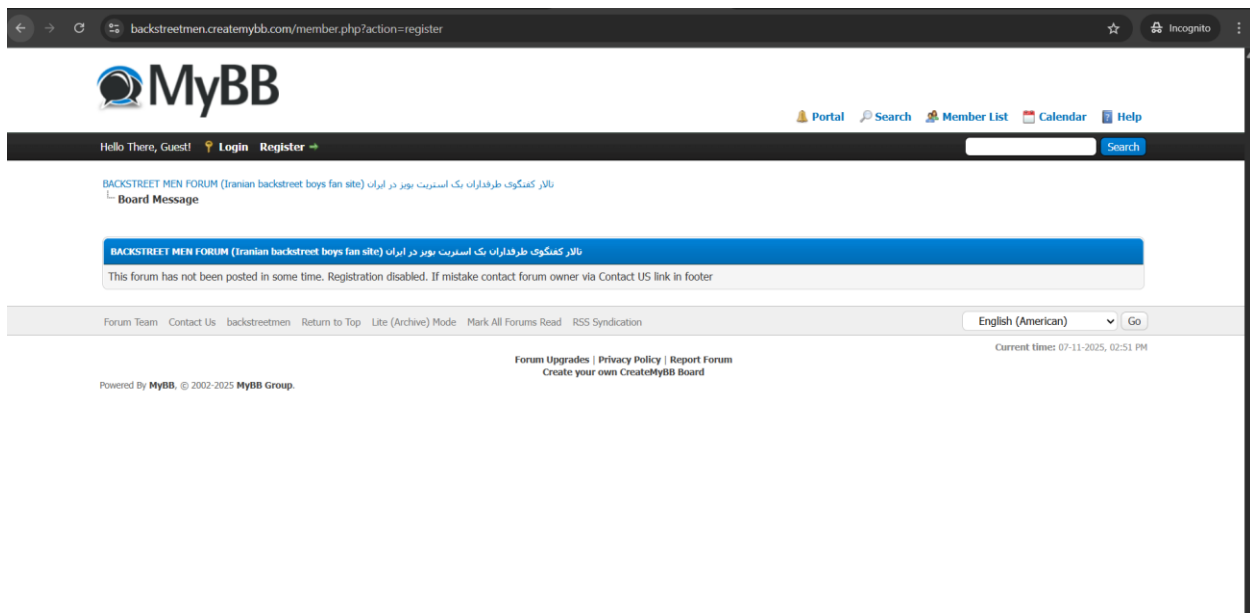 backstreetmen.createmybb.com/member.php?action=register
Incognito
MyBB
Portal Search Member List Calendar Help
Hello There, Guest! Login Register
Search
BACKSTREET MEN FORUM (Iranian backstreet boys fan site) تالار گفتگوی طرفداران بک استریت بویز در ایران
Board Message
BACKSTREET MEN FORUM (Iranian backstreet boys fan site) تالار گفتگوی طرفداران بک استریت بویز در ایران
This forum has not been posted in some time. Registration disabled. If mistake contact forum owner via Contact US link in footer
Forum Team Contact Us backstreetmen Return to Top Lite (Archive) Mode Mark All Forums Read RSS Syndication
English (American) Go
Current time: 07-11-2025, 02:51 PM
Forum Upgrades | Privacy Policy | Report Forum
Create your own CreateMyBB Board
Powered By MyBB, © 2002-2025 MyBB Group.